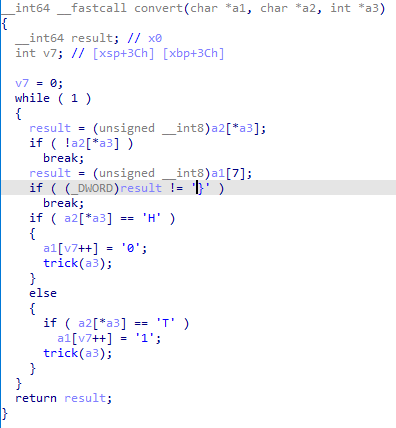 __int64 __fastcall convert(char *a1, char *a2, int *a3)
{
  __int64 result; // x0
  int v7; // [xsp+3Ch] [xbp+3Ch]

  v7 = 0;
  while ( 1 )
  {
    result = (unsigned __int8)a2[*a3];
    if ( !a2[*a3] )
      break;
    result = (unsigned __int8)a1[7];
    if ( (_DWORD)result != '}' )
      break;
    if ( a2[*a3] == 'H' )
    {
      a1[v7++] = '0';
      trick(a3);
    }
    else
    {
      if ( a2[*a3] == 'T' )
        a1[v7++] = '1';
      trick(a3);
    }
  }
  return result;
}